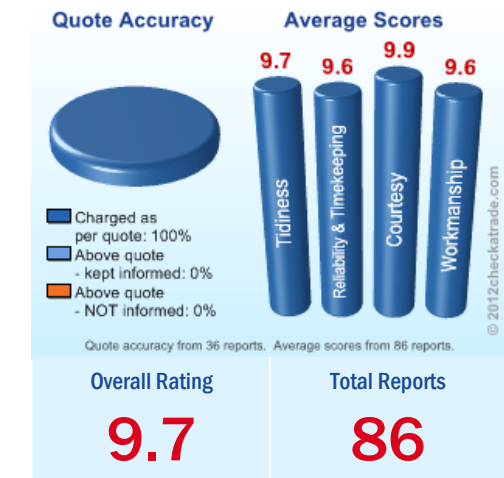 Quote Accuracy
Average Scores
9.7
9.6
9.9
9.6
Tidiness
Reliability & Timekeeping
Courtesy
Workmanship
Charged as
per quote: 100%
Above quote
- kept informed: 0%
Above quote
- NOT informed: 0%
© 2012checkatrade.com
Quote accuracy from 36 reports. Average scores from 86 reports.
Overall Rating
Total Reports
9.7
86